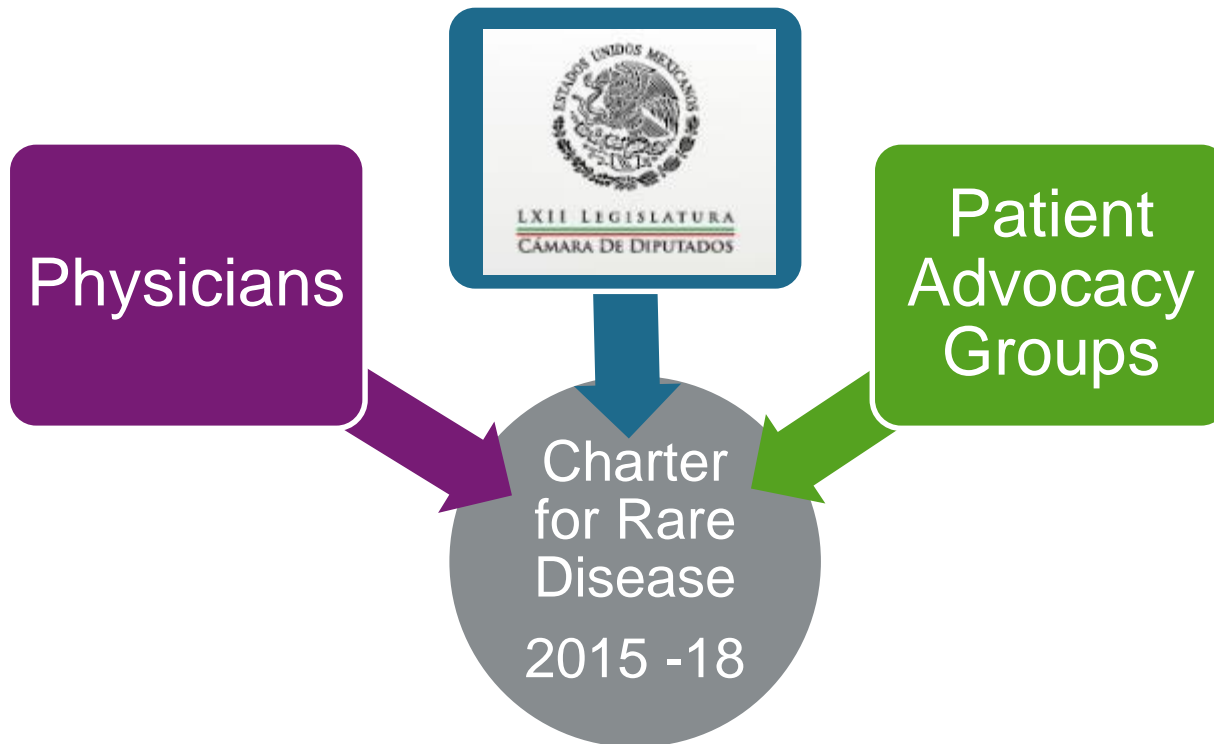 ESTADOS UNIDOS MEXICANOS
LXII LEGISLATURA
CÁMARA DE DIPUTADOS
Physicians
Patient
Advocacy
Groups
Charter
for Rare
Disease
2015 -18